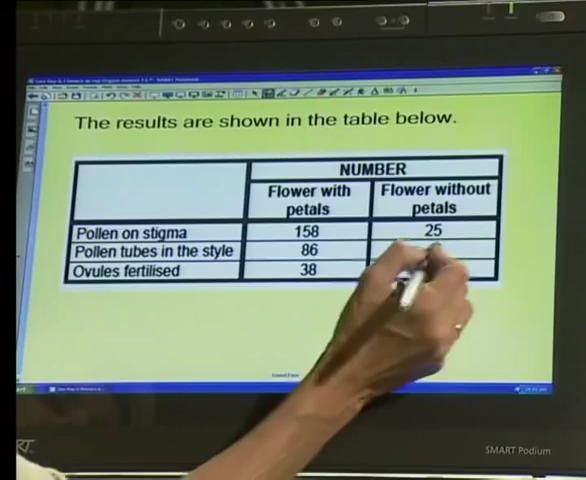 The results are shown in the table below.
NUMBER
Flower with petals
Flower without petals
Pollen on stigma 158 25
Pollen tubes in the style 86
Ovules fertilised 38
SMART Podium